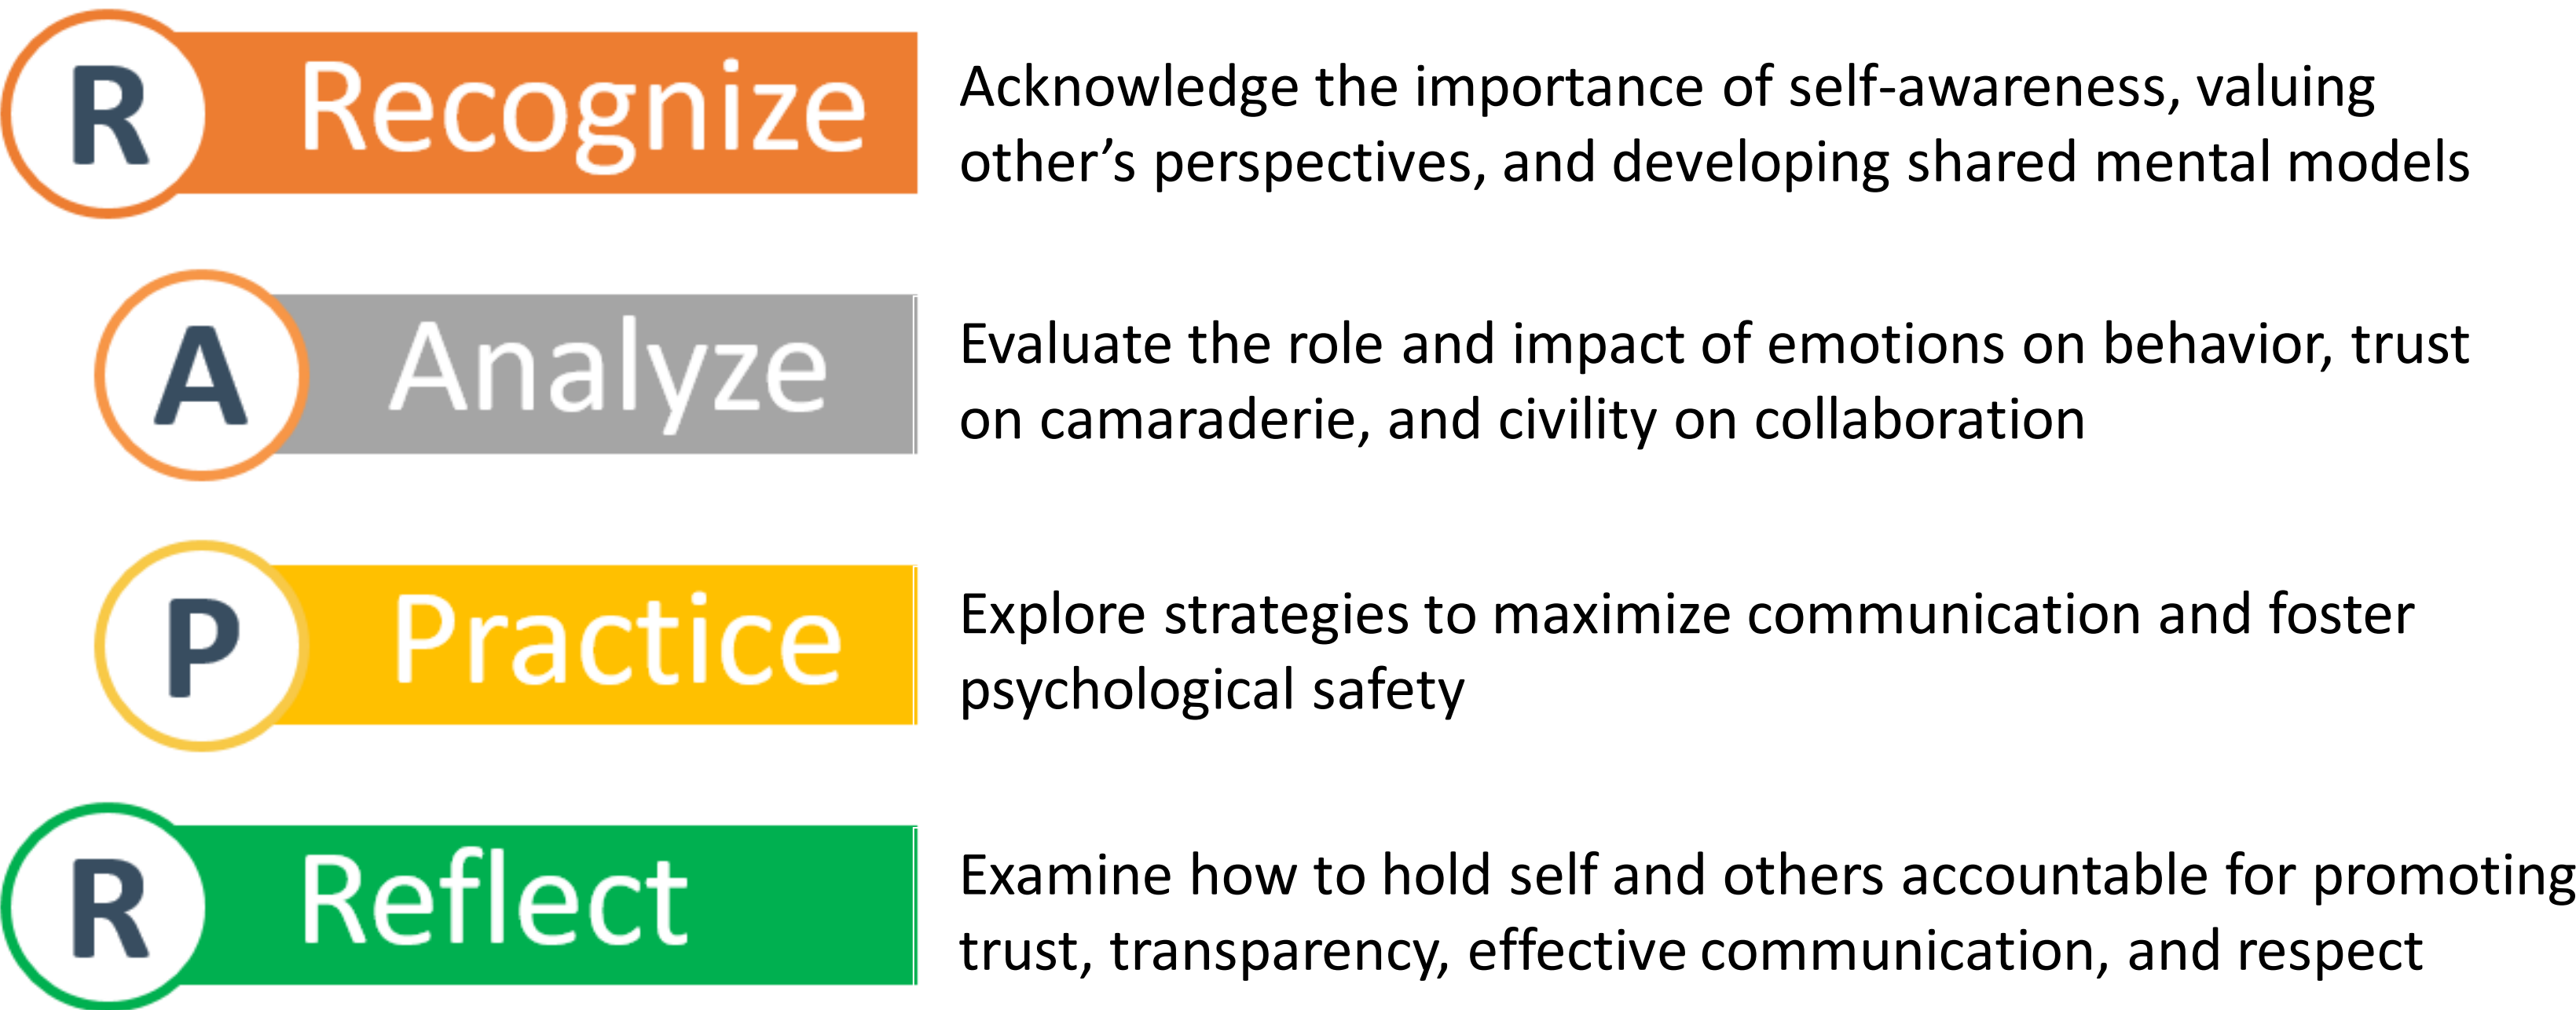 R Recognize
Acknowledge the importance of self-awareness, valuing
other’s perspectives, and developing shared mental models
A Analyze
Evaluate the role and impact of emotions on behavior, trust
on camaraderie, and civility on collaboration
P Practice
Explore strategies to maximize communication and foster
psychological safety
R Reflect
Examine how to hold self and others accountable for promoting
trust, transparency, effective communication, and respect